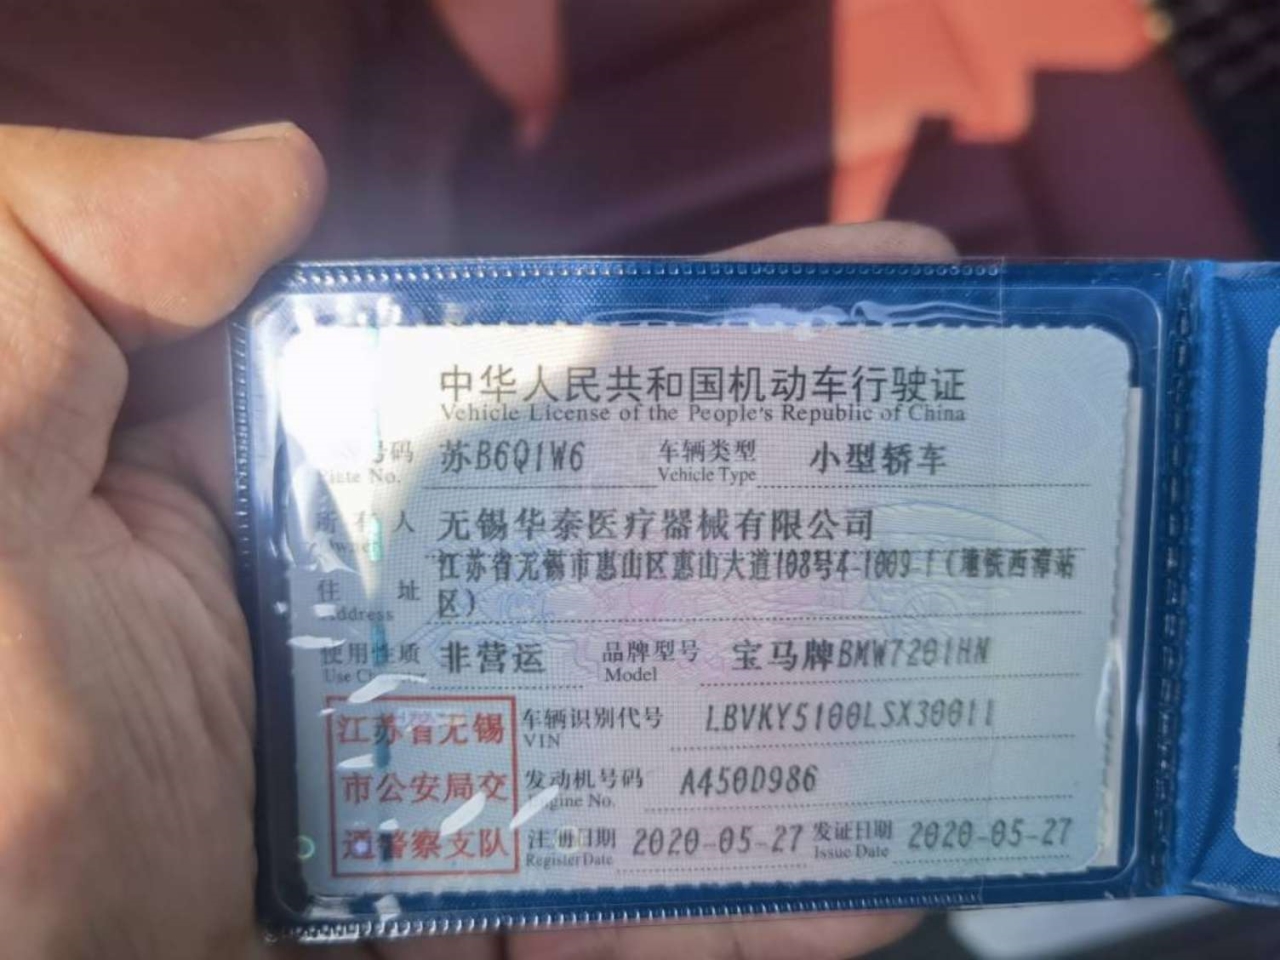 中华人民共和国机动车行驶证
Vehicle License of the People's Republic of China
号码 苏B6Q1W6 车辆类型 小型轿车
Plate No. Vehicle Type
所有人 无锡华泰医疗器械有限公司
江苏省无锡市惠山区惠山大道108号4-1009-1(地铁西漳站
住址 区)
Address
使用性质 非营运 品牌型号 宝马牌BMW7201HN
Use Model
江苏省无锡 车辆识别代号 LBVKY5100LSX30011
VIN
市公安局交 发动机号码 A450D986
Engine No.
通警察支队 注册日期 2020-05-27 发证日期 2020-05-27
Register Date Issue Date